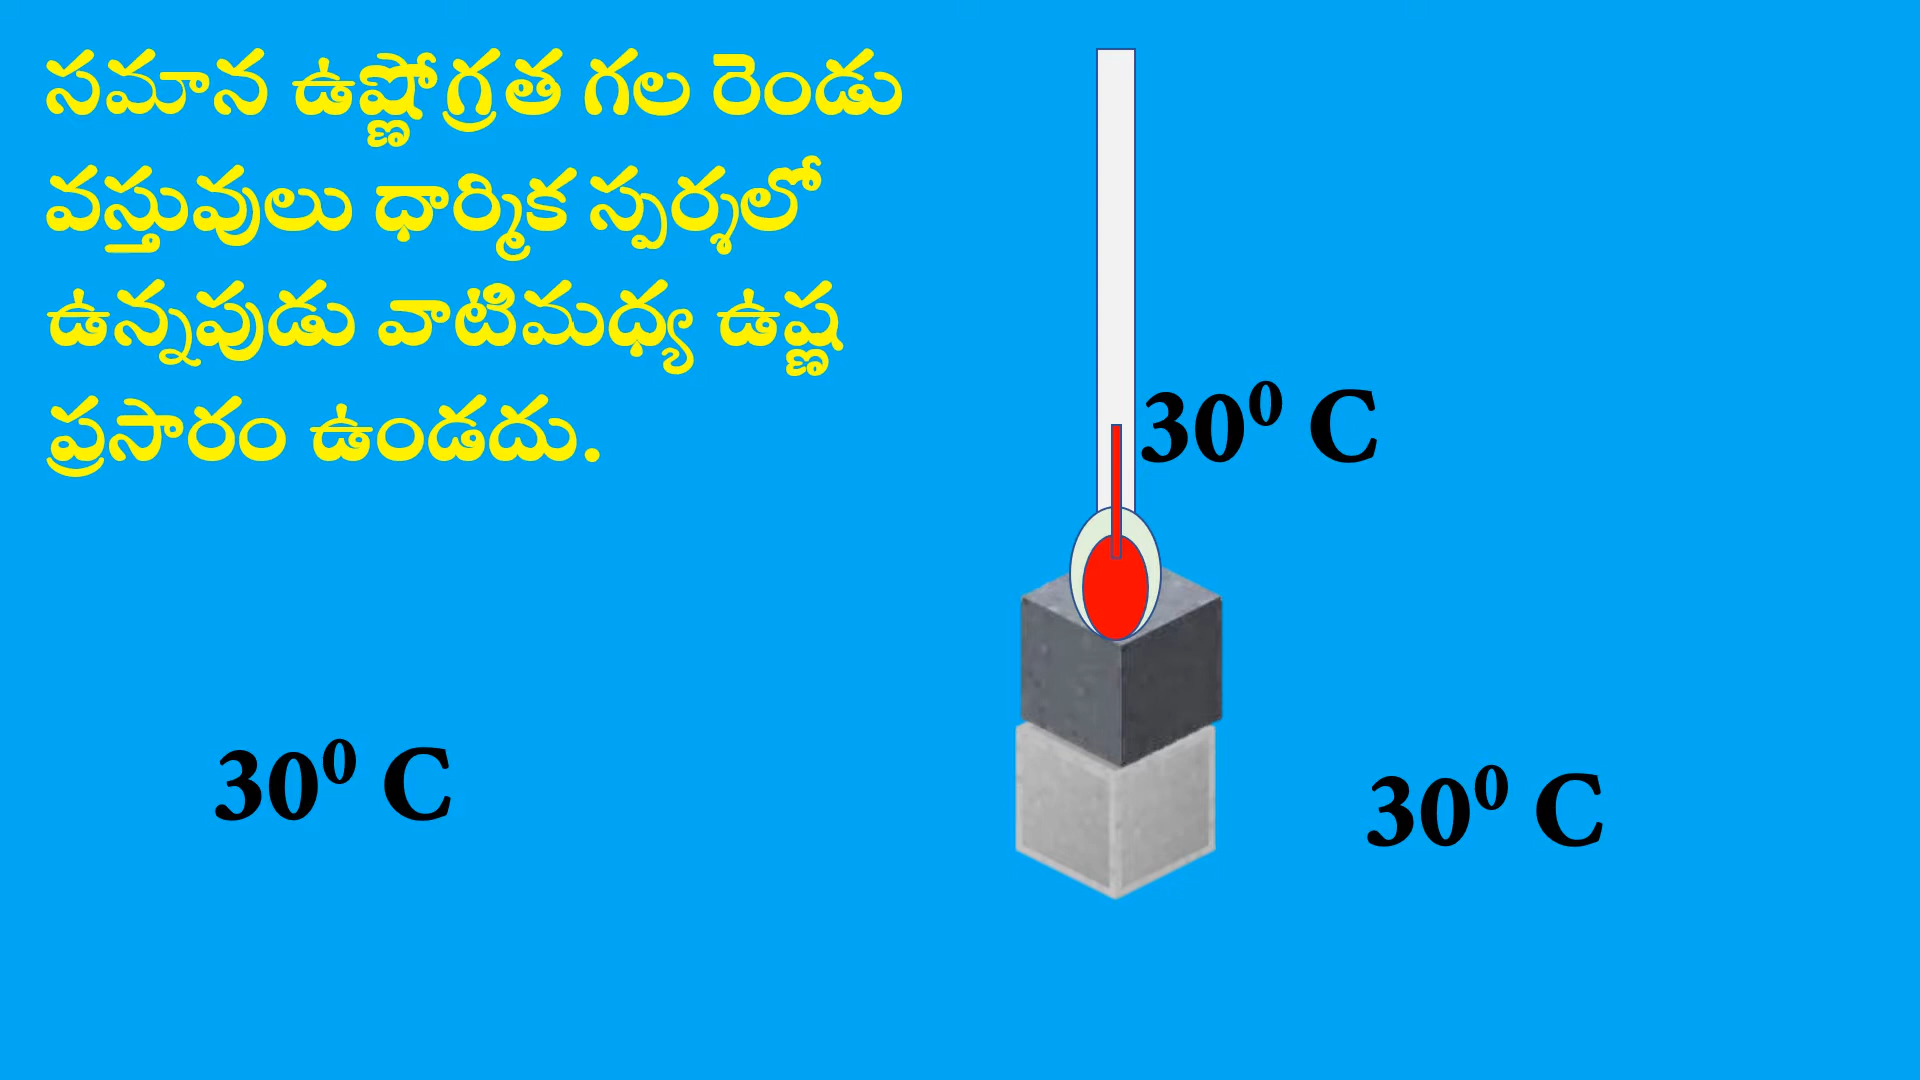 సమాన ఉష్ణోగ్రత గల రెండు
వస్తువులు ధార్మిక స్పర్శలో
ఉన్నపుడు వాటిమధ్య ఉష్ణ
ప్రసారం ఉండదు.
30⁰ C
30⁰ C
30⁰ C